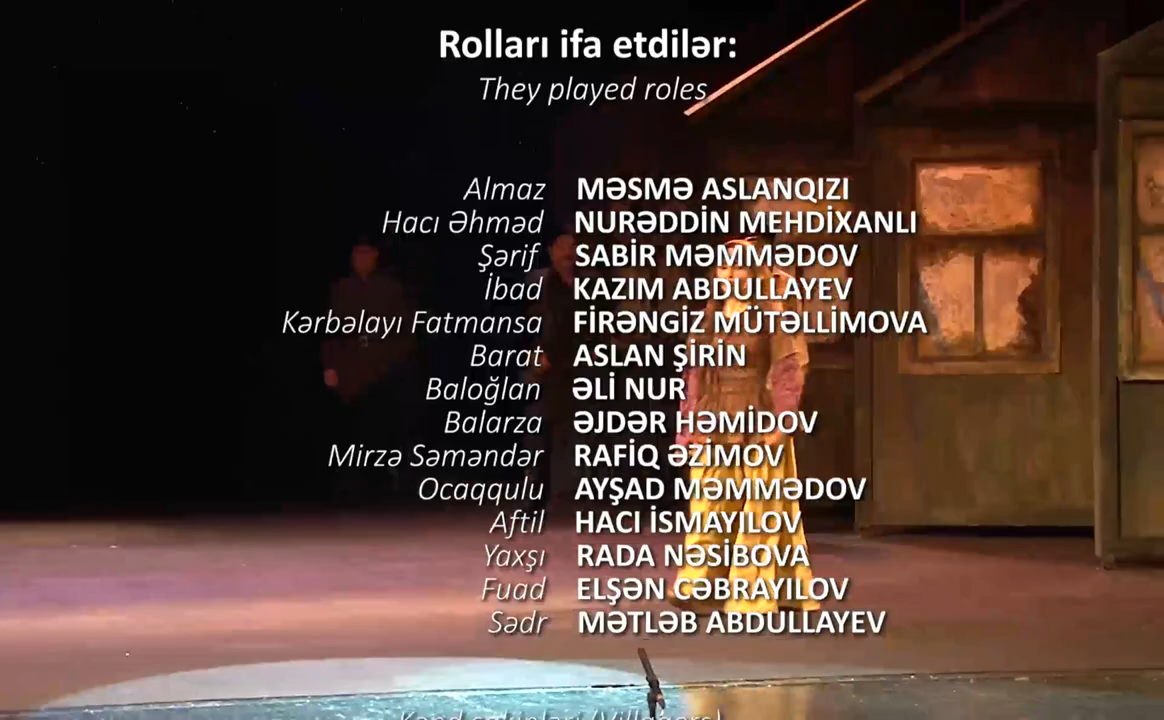 Rolları ifa etdilər:
They played roles
Almaz MƏSMƏ ASLANQIZI
Hacı Əhməd NURƏDDİN MEHDİXANLI
Şərif SABİR MƏMMƏDOV
İbad KAZIM ABDULLAYEV
Kərbəlayı Fatmansa FİRƏNGİZ MÜTƏLLİMOVA
Barat ASLAN ŞİRİN
Baloğlan ƏLİ NUR
Balarza ƏJDƏR HƏMİDOV
Mirzə Səməndər RAFİQ ƏZİMOV
Ocaqqulu AYŞAD MƏMMƏDOV
Aftil HACI İSMAYILOV
Yaxşı RADA NƏSİBOVA
Fuad ELŞƏN CƏBRAYILOV
Sədr MƏTLƏB ABDULLAYEV